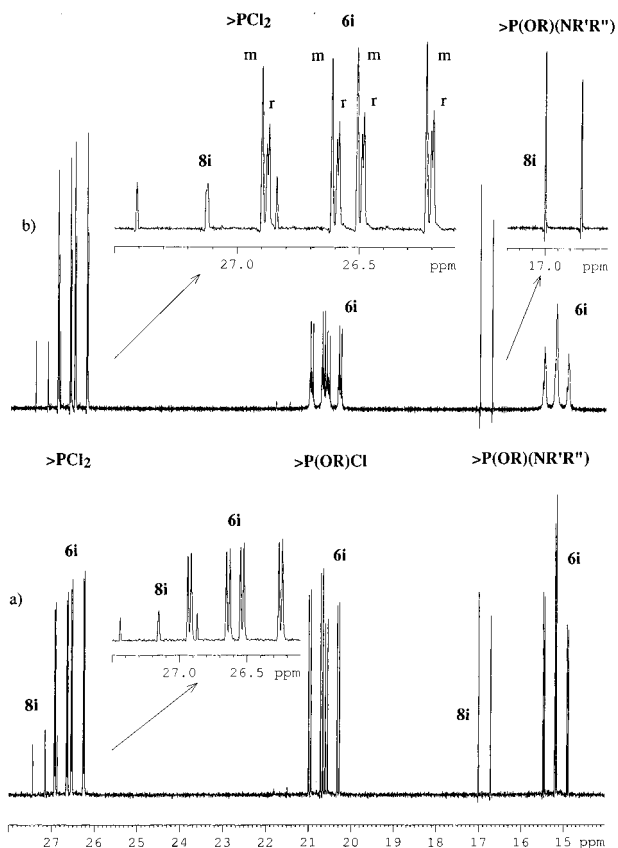 >PCl₂ 6i >P(OR)(NR'R")
m m m m
r r r r
8i 8i
b)
27.0 26.5 ppm 17.0
6i 6i
>PCl₂ >P(OR)Cl >P(OR)(NR'R")
6i 6i 6i 6i
a)
8i
27.0 26.5 ppm
8i 8i
27 26 25 24 23 22 21 20 19 18 17 16 15 ppm